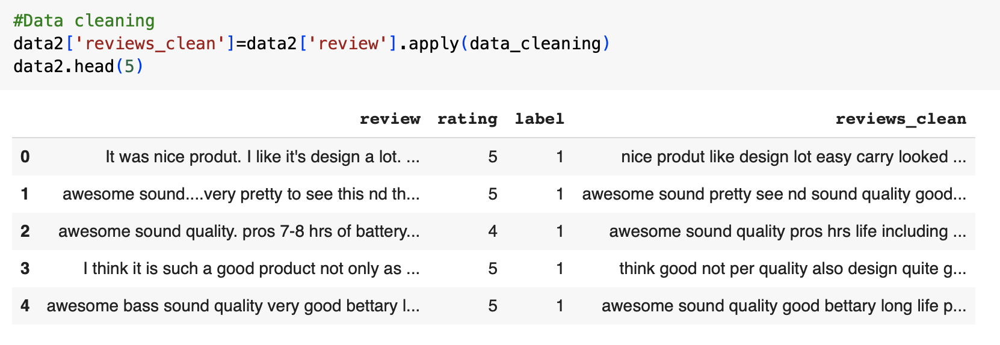 #Data cleaning
data2['reviews_clean']=data2['review'].apply(data_cleaning)
data2.head(5)
review rating label reviews_clean
0 It was nice produt. I like it's design a lot. ... 5 1 nice produt like design lot easy carry looked ...
1 awesome sound....very pretty to see this nd th... 5 1 awesome sound pretty see nd sound quality good...
2 awesome sound quality. pros 7-8 hrs of battery... 4 1 awesome sound quality pros hrs life including ...
3 I think it is such a good product not only as ... 5 1 think good not per quality also design quite g...
4 awesome bass sound quality very good bettary l... 5 1 awesome sound quality good bettary long life p...